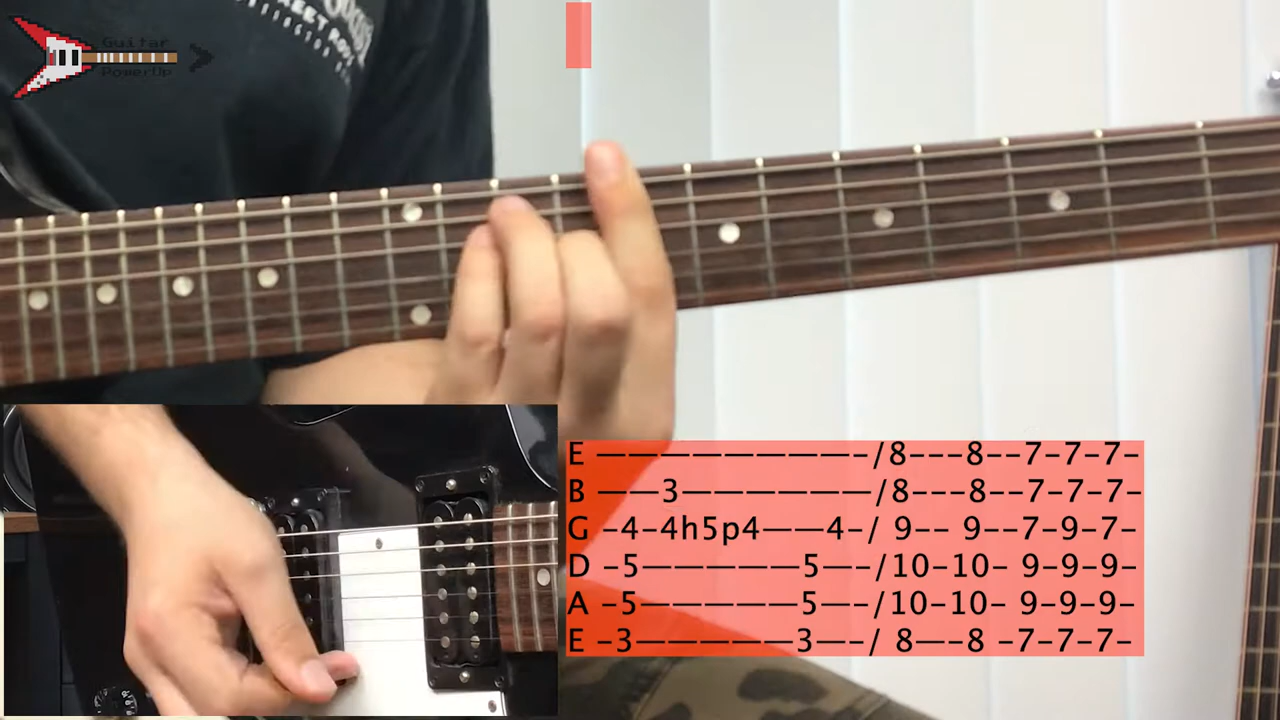 Guitar
PowerUp
STREET ROD
E ——————————-/8---8--7-7-7-
B ——3———————/8---8--7-7-7-
G -4-4h5p4——4-/ 9-- 9--7-9-7-
D -5—————5—-/10-10- 9-9-9-
A -5—————5—-/10-10- 9-9-9-
E -3—————3—-/ 8—-8 -7-7-7-